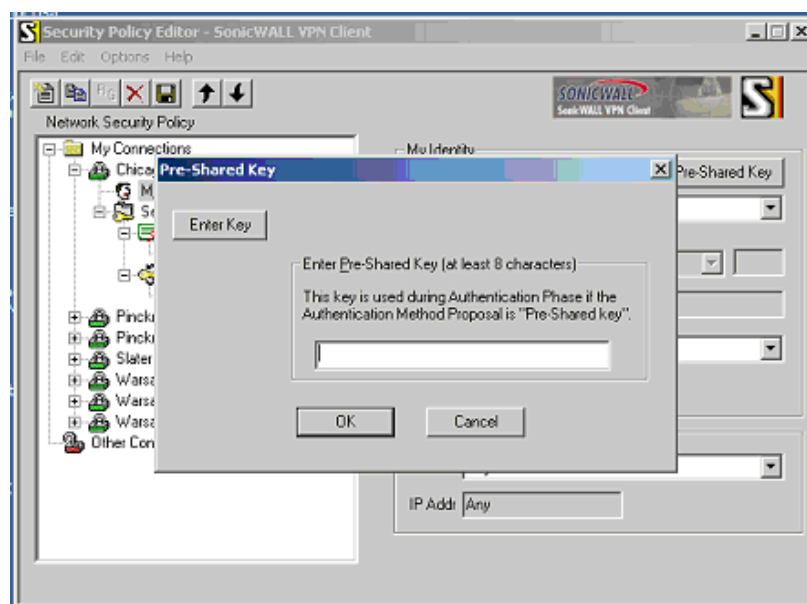 Security Policy Editor - SonicWALL VPN Client
File Edit Options Help
SONICWALL
SonicWALL VPN Client
Network Security Policy
My Connections
My Identity
Pre-Shared Key
Pre-Shared Key
Enter Key
Enter Pre-Shared Key (at least 8 characters)
This key is used during Authentication Phase if the
Authentication Method Proposal is "Pre-Shared key".
Slater
Other Con
OK
Cancel
IP Addr
Any